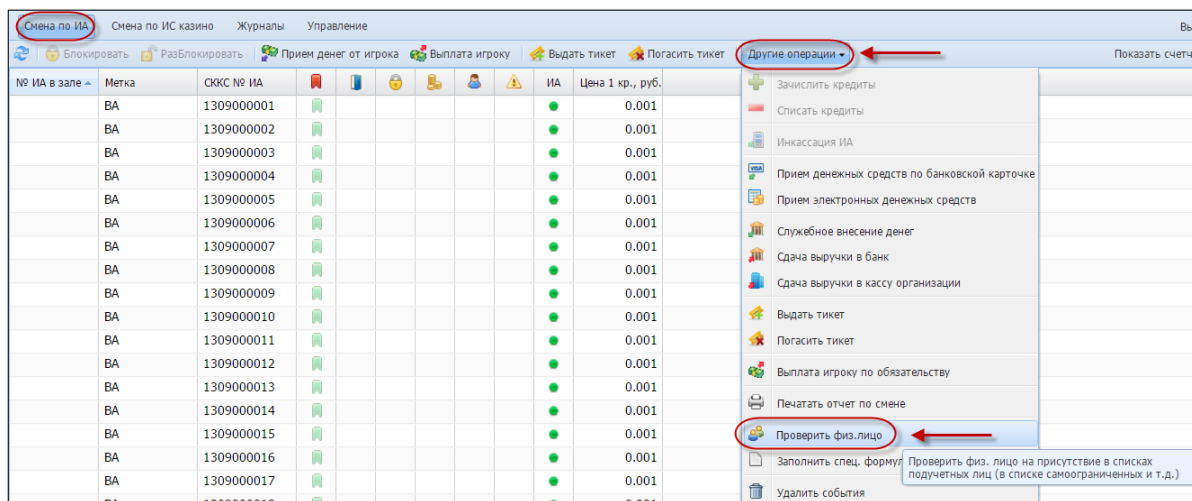 Смена по ИА Смена по ИС казино Журналы Управление Вы
Блокировать РазБлокировать Прием денег от игрока Выплата игроку Выдать тикет Погасить тикет Другие операции Показать счетч
№ ИА в зале Метка СККС № ИА ИА Цена 1 кр., руб.
ВА 1309000001 0.001
ВА 1309000002 0.001
ВА 1309000003 0.001
ВА 1309000004 0.001
ВА 1309000005 0.001
ВА 1309000006 0.001
ВА 1309000007 0.001
ВА 1309000008 0.001
ВА 1309000009 0.001
ВА 1309000010 0.001
ВА 1309000011 0.001
ВА 1309000012 0.001
ВА 1309000013 0.001
ВА 1309000014 0.001
ВА 1309000015 0.001
ВА 1309000016 0.001
ВА 1309000017 0.001
Зачислить кредиты
Списать кредиты
Инкассация ИА
VISA
Прием денежных средств по банковской карточке
Прием электронных денежных средств
Служебное внесение денег
Сдача выручки в банк
Сдача выручки в кассу организации
Выдать тикет
Погасить тикет
Выплата игроку по обязательству
Печатать отчет по смене
Проверить физ.лицо
Заполнить спец. формул
Удалить события
Проверить физ. лицо на присутствие в списках
подучетных лиц (в списке самоограниченных и т.д.)